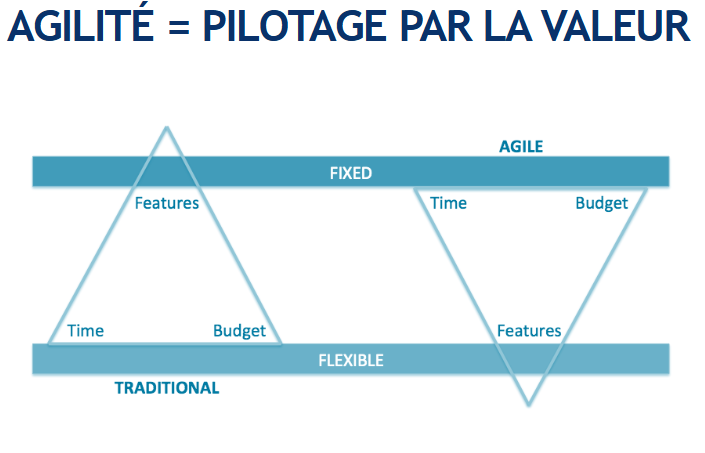 AGILITÉ = PILOTAGE PAR LA VALEUR
AGILE
FIXED
Features
Time Budget
Time Budget
Features
FLEXIBLE
TRADITIONAL